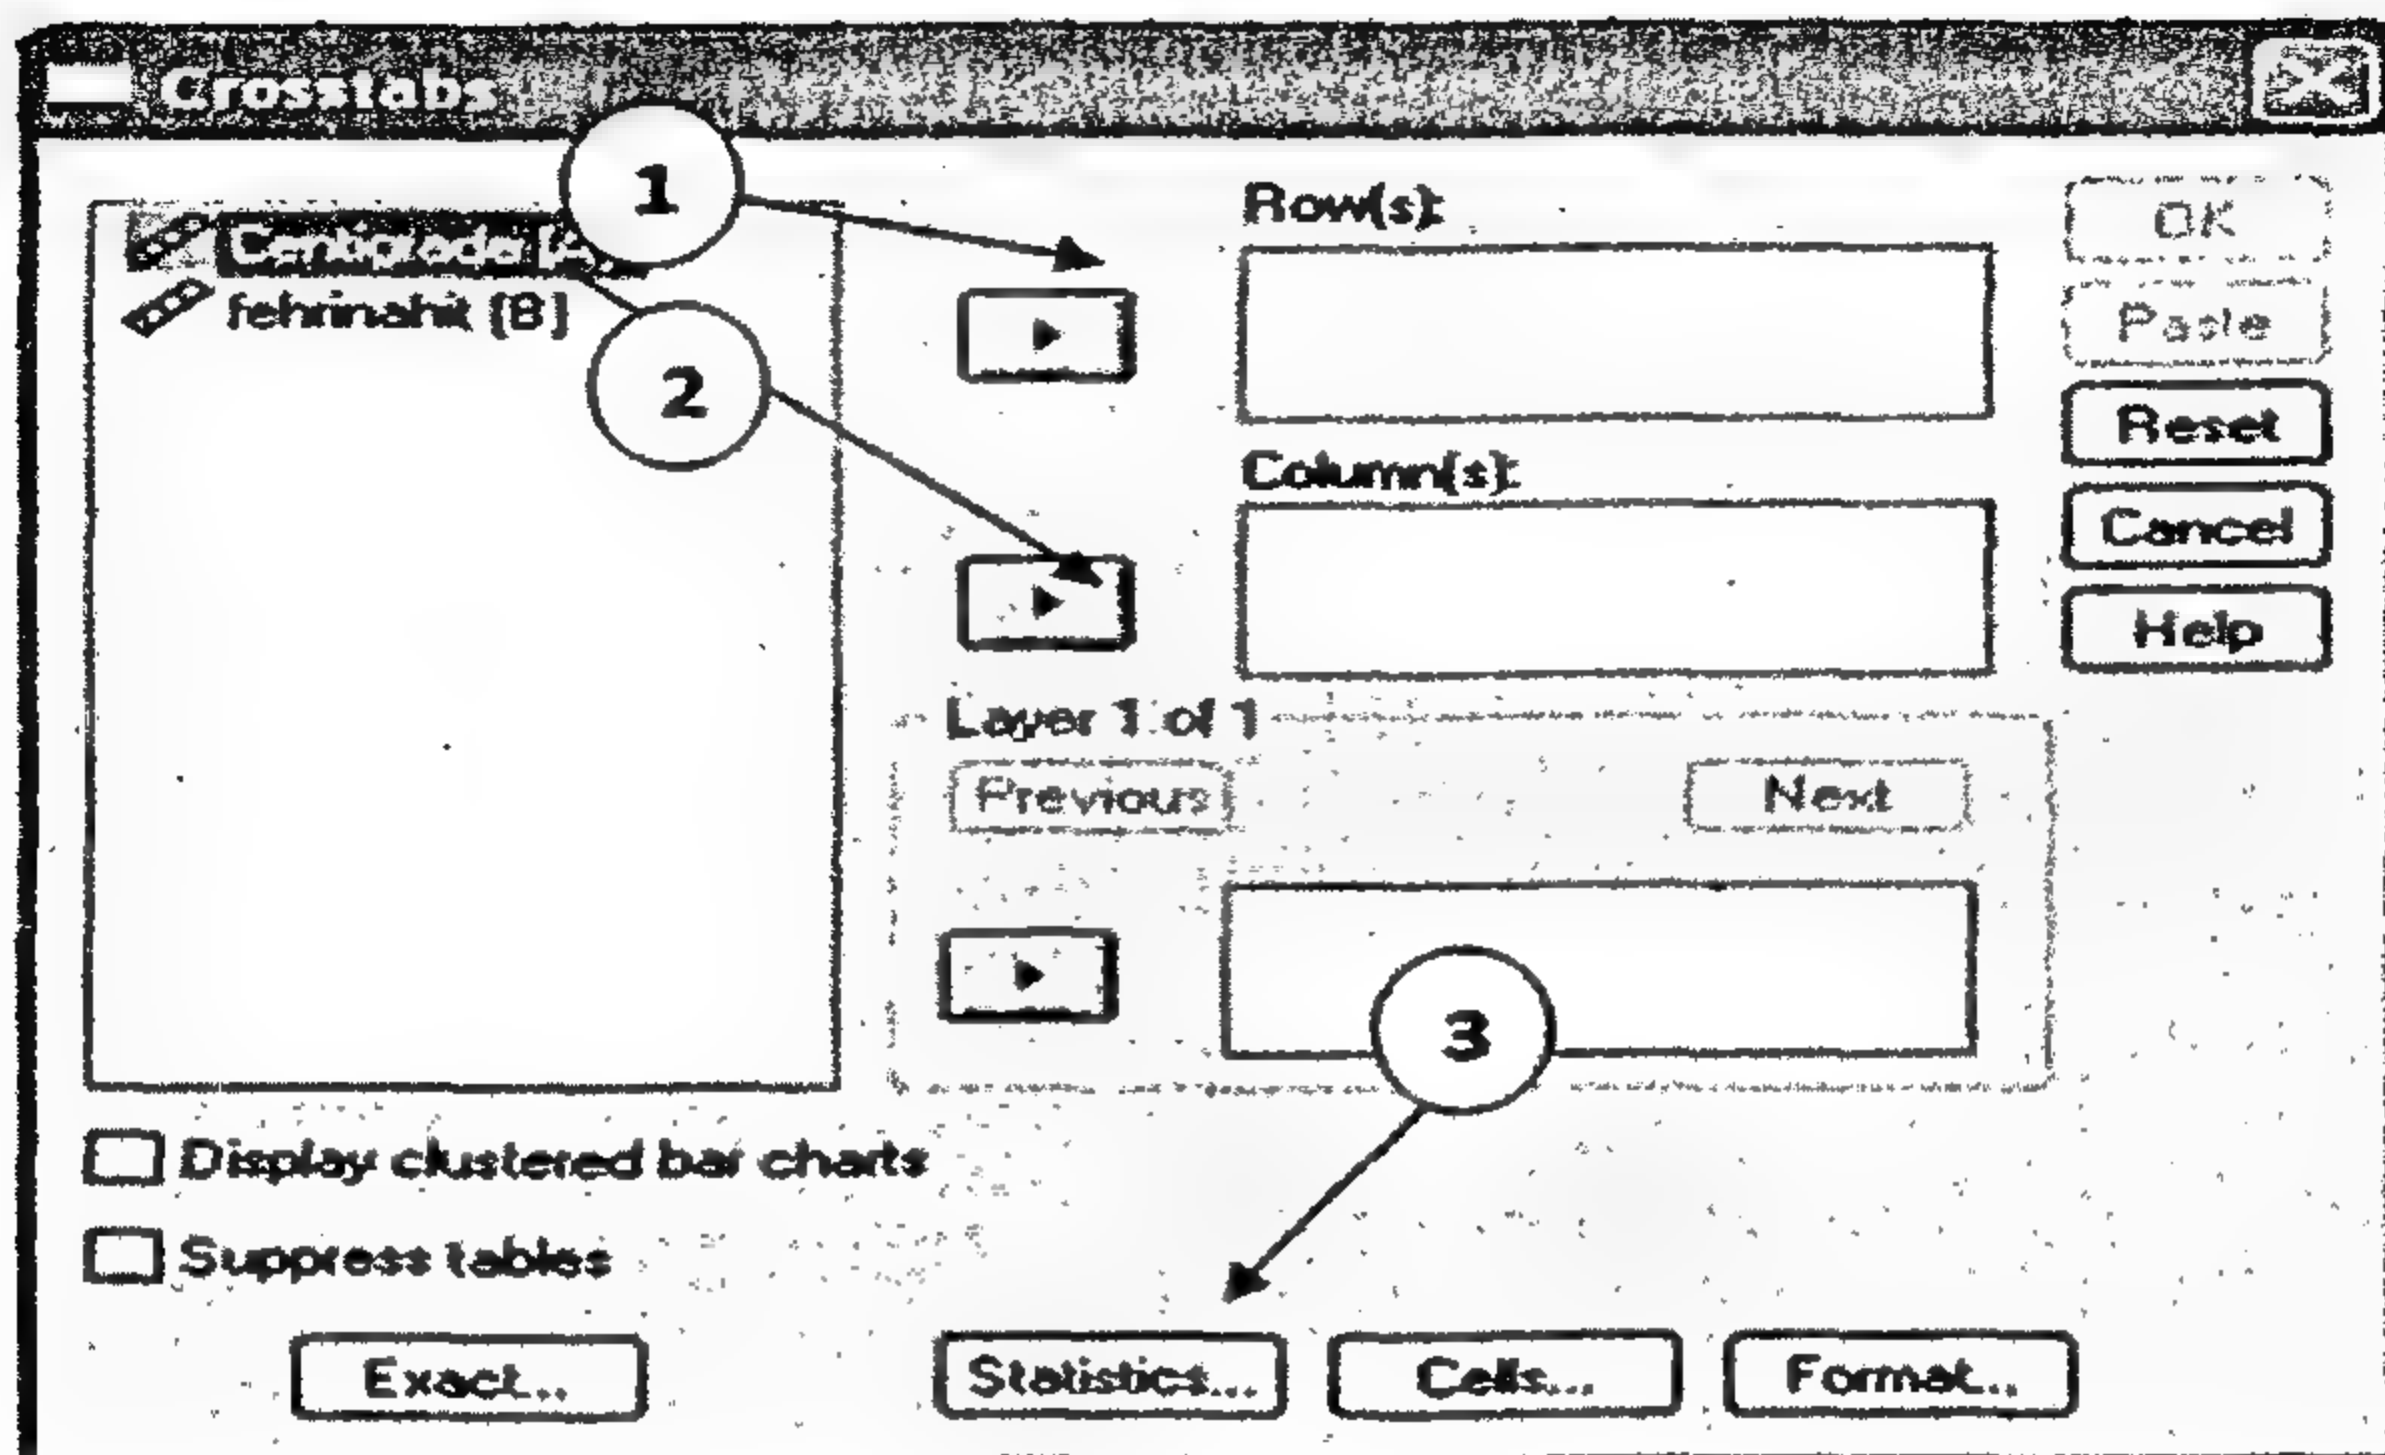 Crosstabs
1
Row(s):
OK
Centigrade [A]
fehrinahit [B]
Paste
2
Reset
Column(s):
Cancel
Help
Layer 1 of 1
Previous
Next
3
Display clustered bar charts
Suppress tables
Exact...
Statistics...
Cells...
Format...